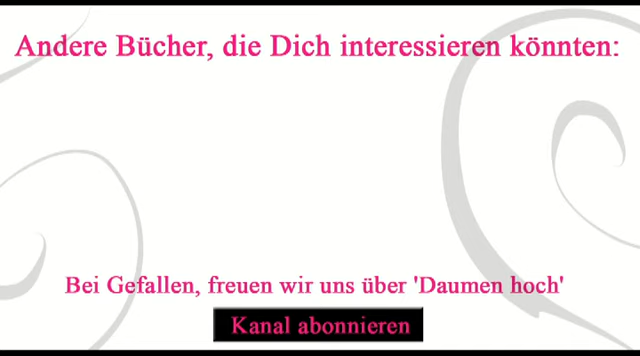 Andere Bücher, die Dich interessieren könnten:
Bei Gefallen, freuen wir uns über 'Daumen hoch'
Kanal abonnieren